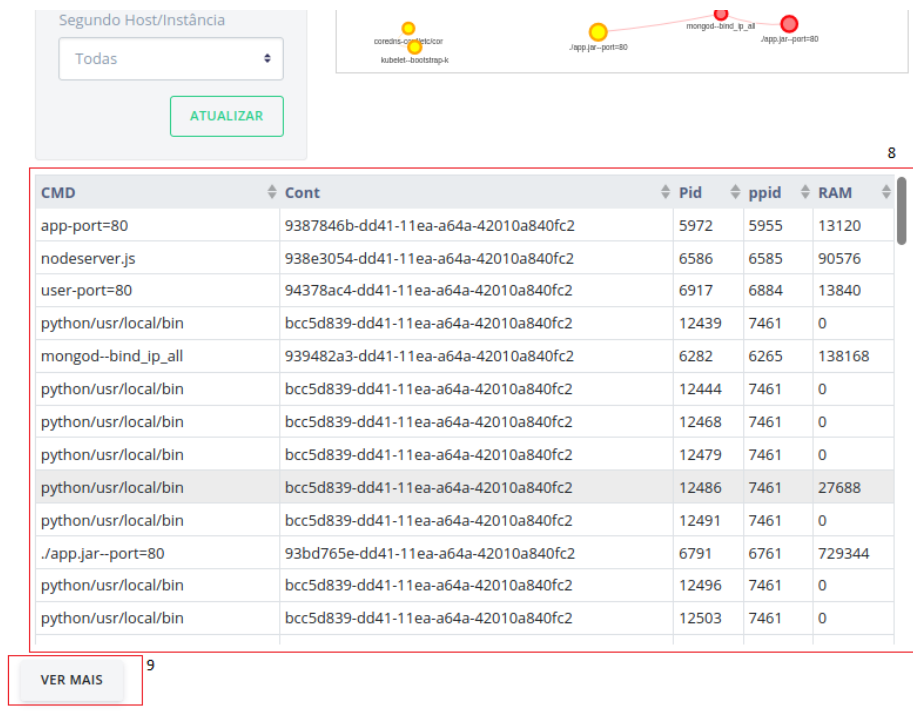 Segundo Host/Instância
Todas
ATUALIZAR
kubelet--bootstrap-k
./app.jar--port=80
mongod--bind_ip_all
./app.jar--port=80
8
CMD Cont Pid ppid RAM
app-port=80 9387846b-dd41-11ea-a64a-42010a840fc2 5972 5955 13120
nodeserver.js 938e3054-dd41-11ea-a64a-42010a840fc2 6586 6585 90576
user-port=80 94378ac4-dd41-11ea-a64a-42010a840fc2 6917 6884 13840
python/usr/local/bin bcc5d839-dd41-11ea-a64a-42010a840fc2 12439 7461 0
mongod--bind_ip_all 939482a3-dd41-11ea-a64a-42010a840fc2 6282 6265 138168
python/usr/local/bin bcc5d839-dd41-11ea-a64a-42010a840fc2 12444 7461 0
python/usr/local/bin bcc5d839-dd41-11ea-a64a-42010a840fc2 12468 7461 0
python/usr/local/bin bcc5d839-dd41-11ea-a64a-42010a840fc2 12479 7461 0
python/usr/local/bin bcc5d839-dd41-11ea-a64a-42010a840fc2 12486 7461 27688
python/usr/local/bin bcc5d839-dd41-11ea-a64a-42010a840fc2 12491 7461 0
./app.jar--port=80 93bd765e-dd41-11ea-a64a-42010a840fc2 6791 6761 729344
python/usr/local/bin bcc5d839-dd41-11ea-a64a-42010a840fc2 12496 7461 0
python/usr/local/bin bcc5d839-dd41-11ea-a64a-42010a840fc2 12503 7461 0
9
VER MAIS